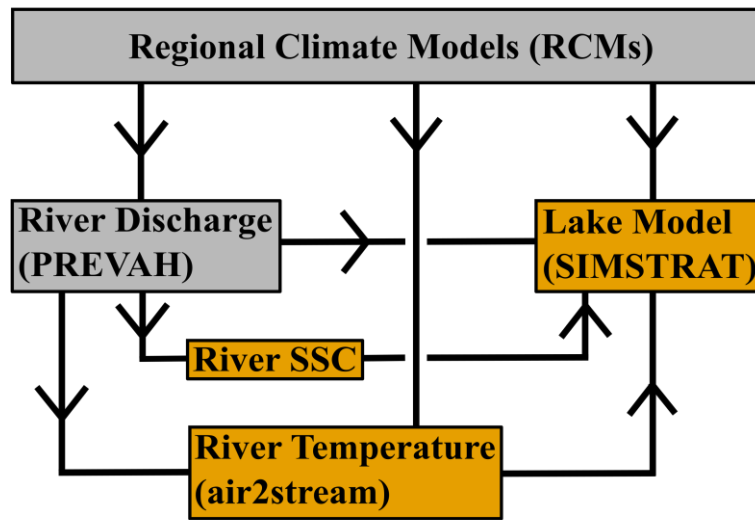 Regional Climate Models (RCMs)
River Discharge
(PREVAH)
Lake Model
(SIMSTRAT)
River SSC
River Temperature
(air2stream)